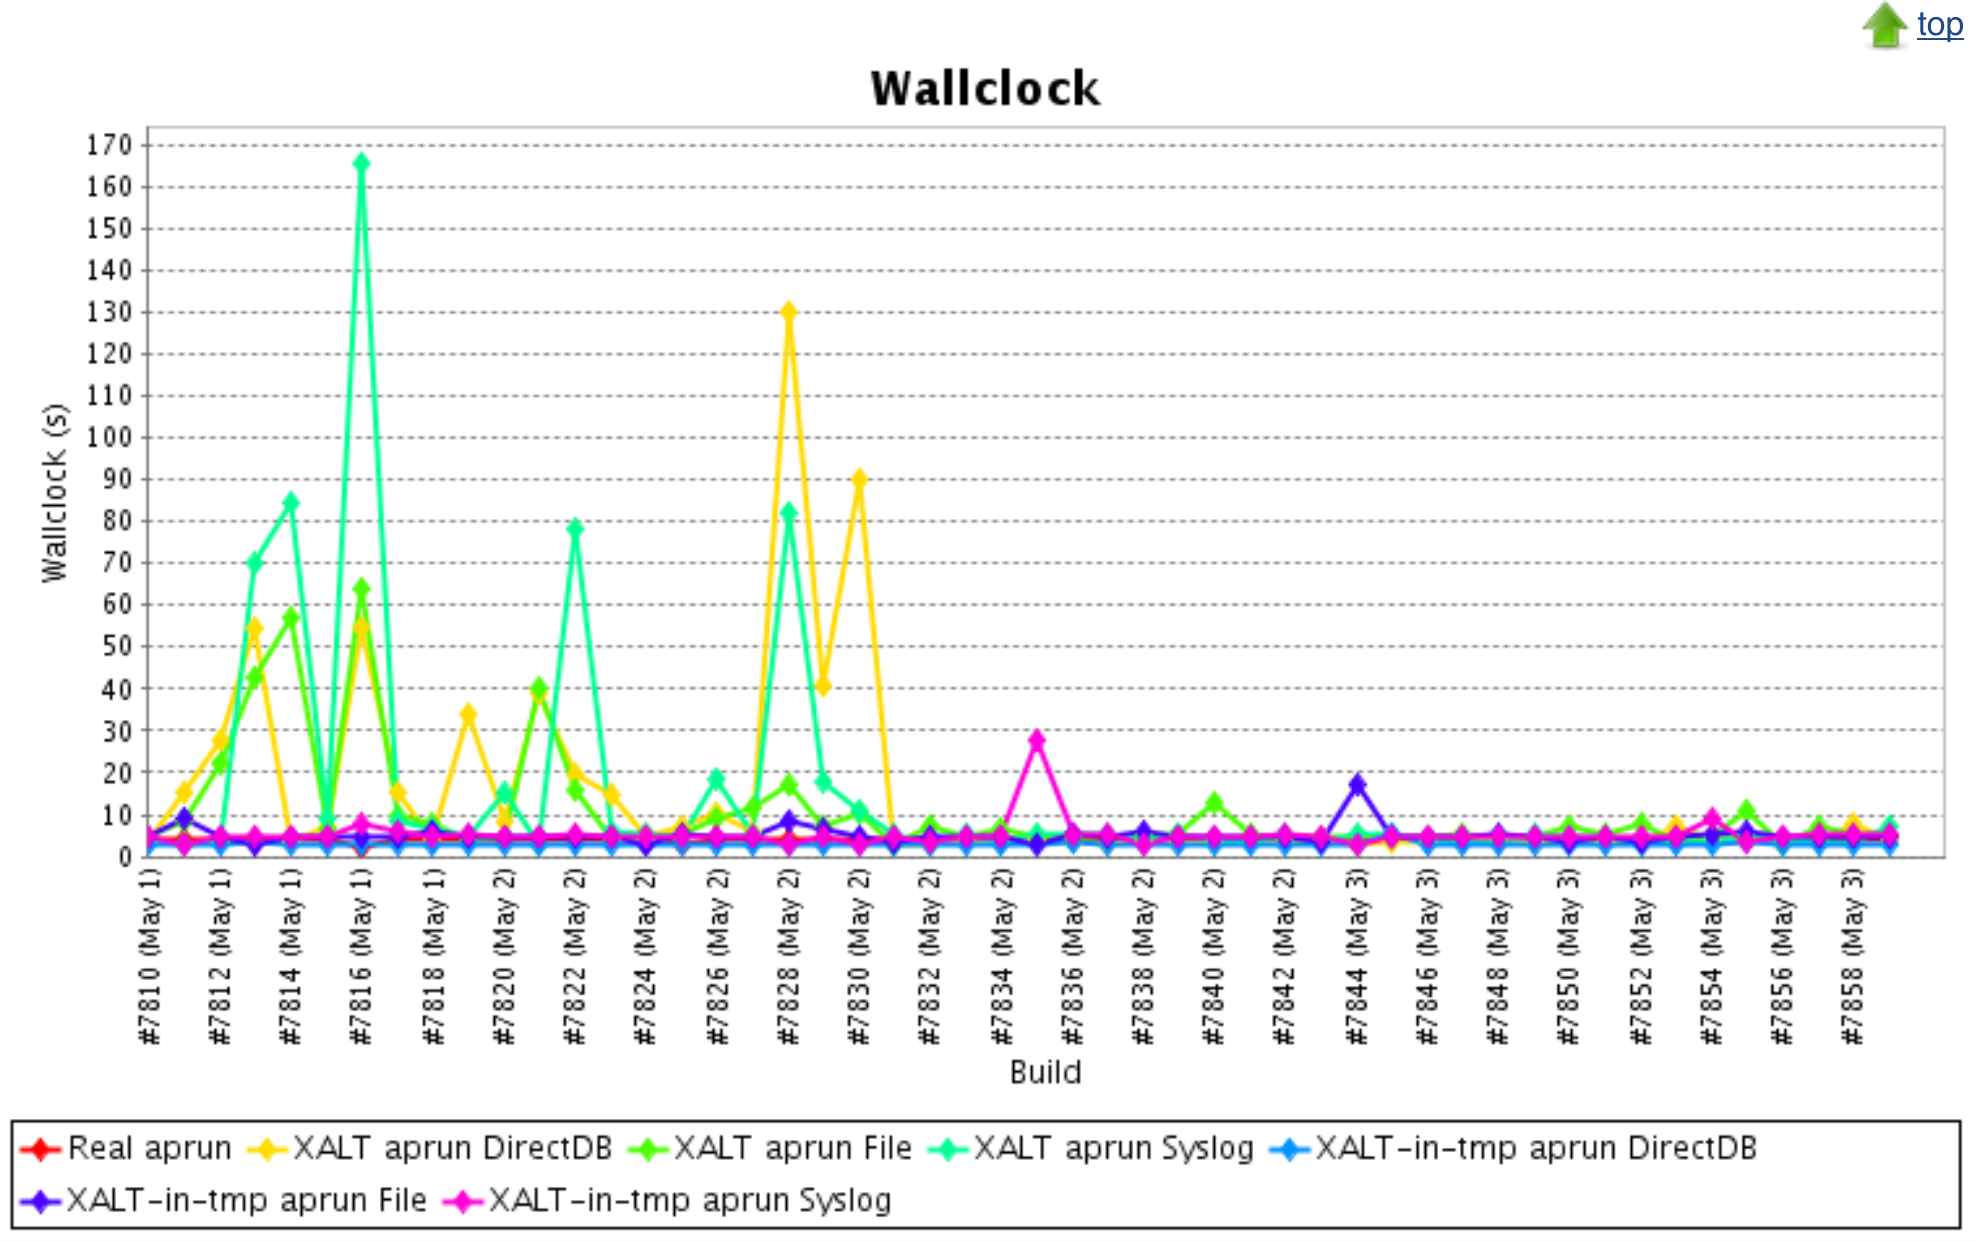 top
Wallclock
170
160
150
140
130
120
110
100
90
80
70
60
50
40
30
20
10
0
Wallclock (s)
#7810 (May 1)
#7812 (May 1)
#7814 (May 1)
#7816 (May 1)
#7818 (May 1)
#7820 (May 2)
#7822 (May 2)
#7824 (May 2)
#7826 (May 2)
#7828 (May 2)
#7830 (May 2)
#7832 (May 2)
#7834 (May 2)
#7836 (May 2)
#7838 (May 2)
#7840 (May 2)
#7842 (May 2)
#7844 (May 3)
#7846 (May 3)
#7848 (May 3)
#7850 (May 3)
#7852 (May 3)
#7854 (May 3)
#7856 (May 3)
#7858 (May 3)
Build
Real aprun XALT aprun DirectDB XALT aprun File XALT aprun Syslog XALT-in-tmp aprun DirectDB
XALT-in-tmp aprun File XALT-in-tmp aprun Syslog